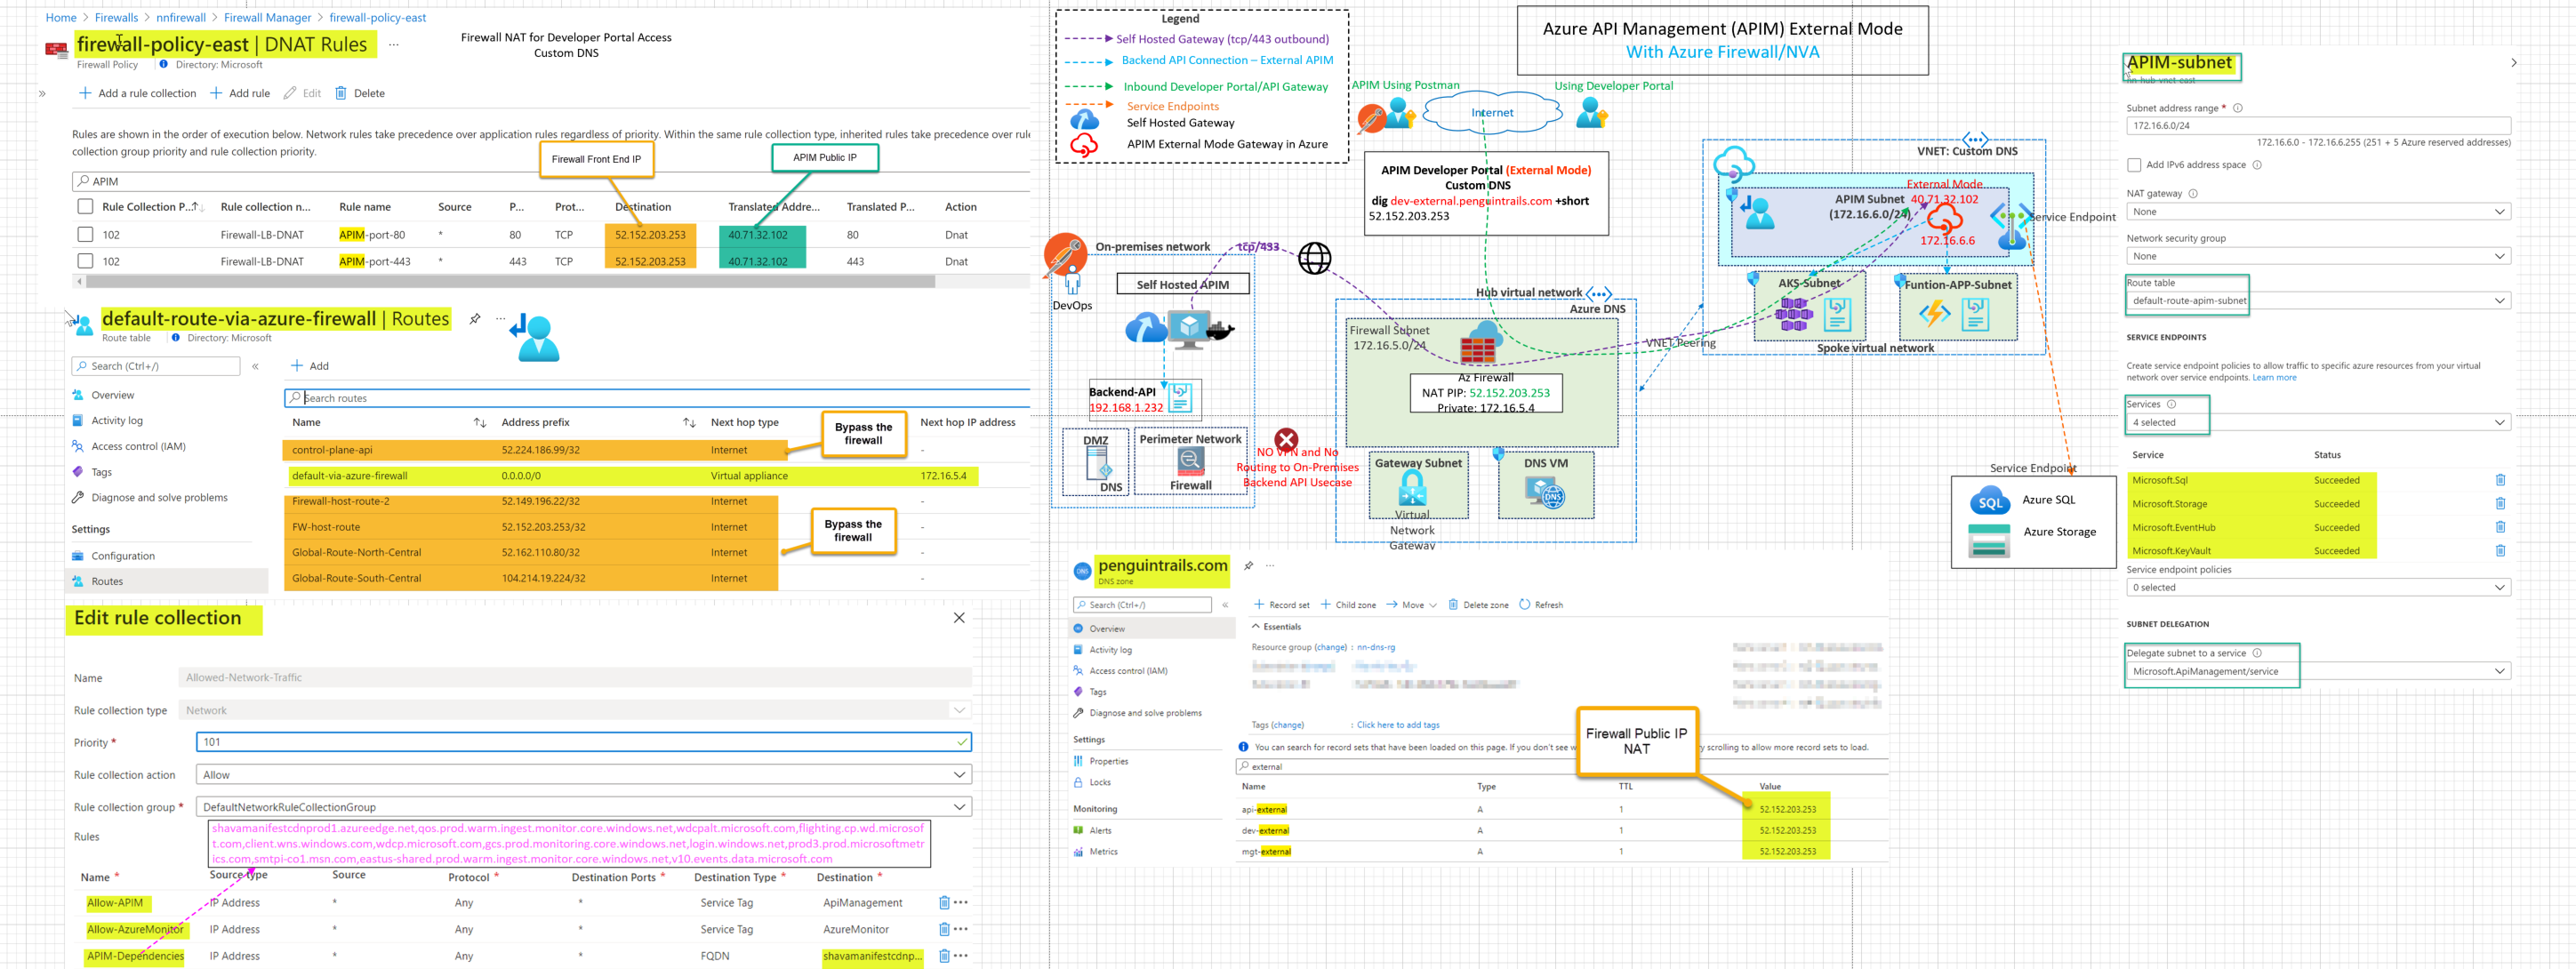 Home > Firewalls > nnfirewall > Firewall Manager > firewall-policy-east
firewall-policy-east | DNAT Rules ...
Firewall Policy Directory: Microsoft
Firewall NAT for Developer Portal Access
Custom DNS
» + Add a rule collection + Add rule Edit Delete
Rules are shown in the order of execution below. Network rules take precedence over application rules regardless of priority. Within the same rule collection type, inherited rules take precedence over rule
collection group priority and rule collection priority.
Firewall Front End IP
APIM Public IP
APIM
Rule Collection P...↑↓ Rule collection n... Rule name Source P... Prot... Destination Translated Addre... Translated P... Action
102 Firewall-LB-DNAT APIM-port-80 * 80 TCP 52.152.203.253 40.71.32.102 80 Dnat
102 Firewall-LB-DNAT APIM-port-443 * 443 TCP 52.152.203.253 40.71.32.102 443 Dnat
default-route-via-azure-firewall | Routes ...
Route table Directory: Microsoft
Search (Ctrl+/) «
Overview
Activity log
Access control (IAM)
Tags
Diagnose and solve problems
Settings
Configuration
Routes
+ Add
Search routes
Name ↑↓ Address prefix ↑↓ Next hop type Next hop IP address
control-plane-api 52.224.186.99/32 Internet -
default-via-azure-firewall 0.0.0.0/0 Virtual appliance 172.16.5.4
Firewall-host-route-2 52.149.196.22/32 Internet -
FW-host-route 52.152.203.253/32 Internet -
Global-Route-North-Central 52.162.110.80/32 Internet -
Global-Route-South-Central 104.214.19.224/32 Internet -
Bypass the
firewall
Bypass the
firewall
Edit rule collection
Name Allowed-Network-Traffic
Rule collection type Network
Priority * 101
Rule collection action Allow
Rule collection group * DefaultNetworkRuleCollectionGroup
Rules
shavamanifestcdnprod1.azureedge.net,qos.prod.warm.ingest.monitor.core.windows.net,wdcpalt.microsoft.com,flighting.cp.wd.microsof
t.com,client.wns.windows.com,wdcp.microsoft.com,gcs.prod.monitoring.core.windows.net,login.windows.net,prod3.prod.microsoftmetr
ics.com,smtpi-co1.msn.com,eastus-shared.prod.warm.ingest.monitor.core.windows.net,v10.events.data.microsoft.com
Name * Source type Source Protocol * Destination Ports * Destination Type * Destination *
Allow-APIM IP Address * Any * Service Tag ApiManagement ...
Allow-AzureMonitor IP Address * Any * Service Tag AzureMonitor ...
APIM-Dependencies IP Address * Any * FQDN shavamanifestcdnp... ...
Legend
Self Hosted Gateway (tcp/443 outbound)
Backend API Connection – External APIM
Inbound Developer Portal/API Gateway
Service Endpoints
Self Hosted Gateway
APIM External Mode Gateway in Azure
Azure API Management (APIM) External Mode
With Azure Firewall/NVA
APIM Using Postman
Internet
Using Developer Portal
APIM Developer Portal (External Mode)
Custom DNS
dig dev-external.penguintrails.com +short
52.152.203.253
VNET: Custom DNS
External Mode
APIM Subnet
(172.16.6.0/24)
40.71.32.102
172.16.6.6
Service Endpoint
AKS-Subnet
Funtion-APP-Subnet
Spoke virtual network
VNET Peering
On-premises network
tcp/433
DevOps
Self Hosted APIM
Backend-API
192.168.1.232
DMZ
DNS
Perimeter Network
Firewall
NO VPN and No
Routing to On-Premises
Backend API Usecase
Hub virtual network
Azure DNS
Firewall Subnet
172.16.5.0/24
Az Firewall
NAT PIP: 52.152.203.253
Private: 172.16.5.4
Gateway Subnet
Virtual
Network
Gateway
DNS VM
DNS
Service Endpoint
SQL Azure SQL
Azure Storage
DNS penguintrails.com ...
DNS zone
Search (Ctrl+/) «
Overview
Activity log
Access control (IAM)
Tags
Diagnose and solve problems
Settings
Properties
Locks
Monitoring
Alerts
Metrics
+ Record set + Child zone Move Delete zone Refresh
Essentials
Resource group (change) : nn-dns-rg
Tags (change) : Click here to add tags
You can search for record sets that have been loaded on this page. If you don't see w
y scrolling to allow more record sets to load.
Firewall Public IP
NAT
external
Name Type TTL Value
api-external A 1 52.152.203.253
dev-external A 1 52.152.203.253
mgt-external A 1 52.152.203.253
APIM-subnet
nn-hub-vnet-east
Subnet address range *
172.16.6.0/24
172.16.6.0 - 172.16.6.255 (251 + 5 Azure reserved addresses)
Add IPv6 address space
NAT gateway
None
Network security group
None
Route table
default-route-apim-subnet
SERVICE ENDPOINTS
Create service endpoint policies to allow traffic to specific azure resources from your virtual
network over service endpoints. Learn more
Services
4 selected
Service Status
Microsoft.Sql Succeeded
Microsoft.Storage Succeeded
Microsoft.EventHub Succeeded
Microsoft.KeyVault Succeeded
Service endpoint policies
0 selected
SUBNET DELEGATION
Delegate subnet to a service
Microsoft.ApiManagement/service